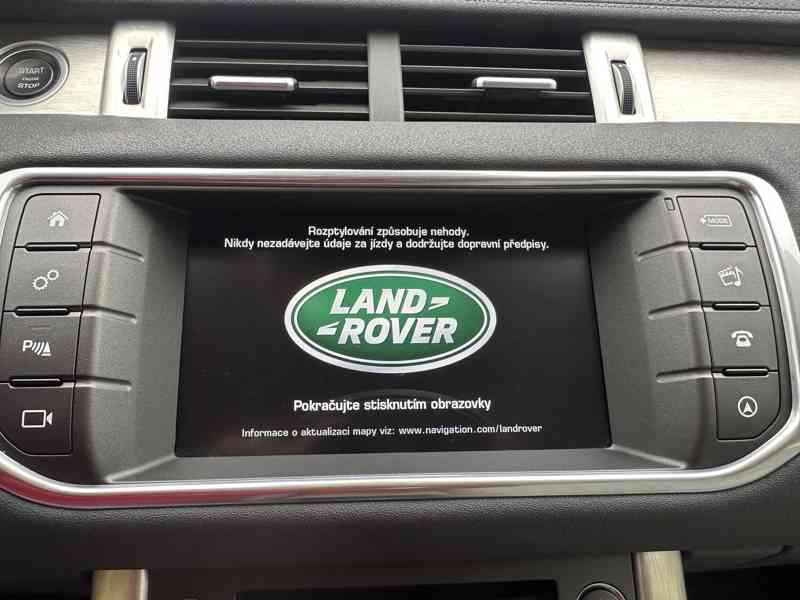 START
ENGINE
STOP
Rozptylování způsobuje nehody.
Nikdy nezadávejte údaje za jízdy a dodržujte dopravní předpisy.
MODE
LAND
ROVER
P
Pokračujte stisknutím obrazovky
Informace o aktualizaci mapy viz: www.navigation.com/landrover